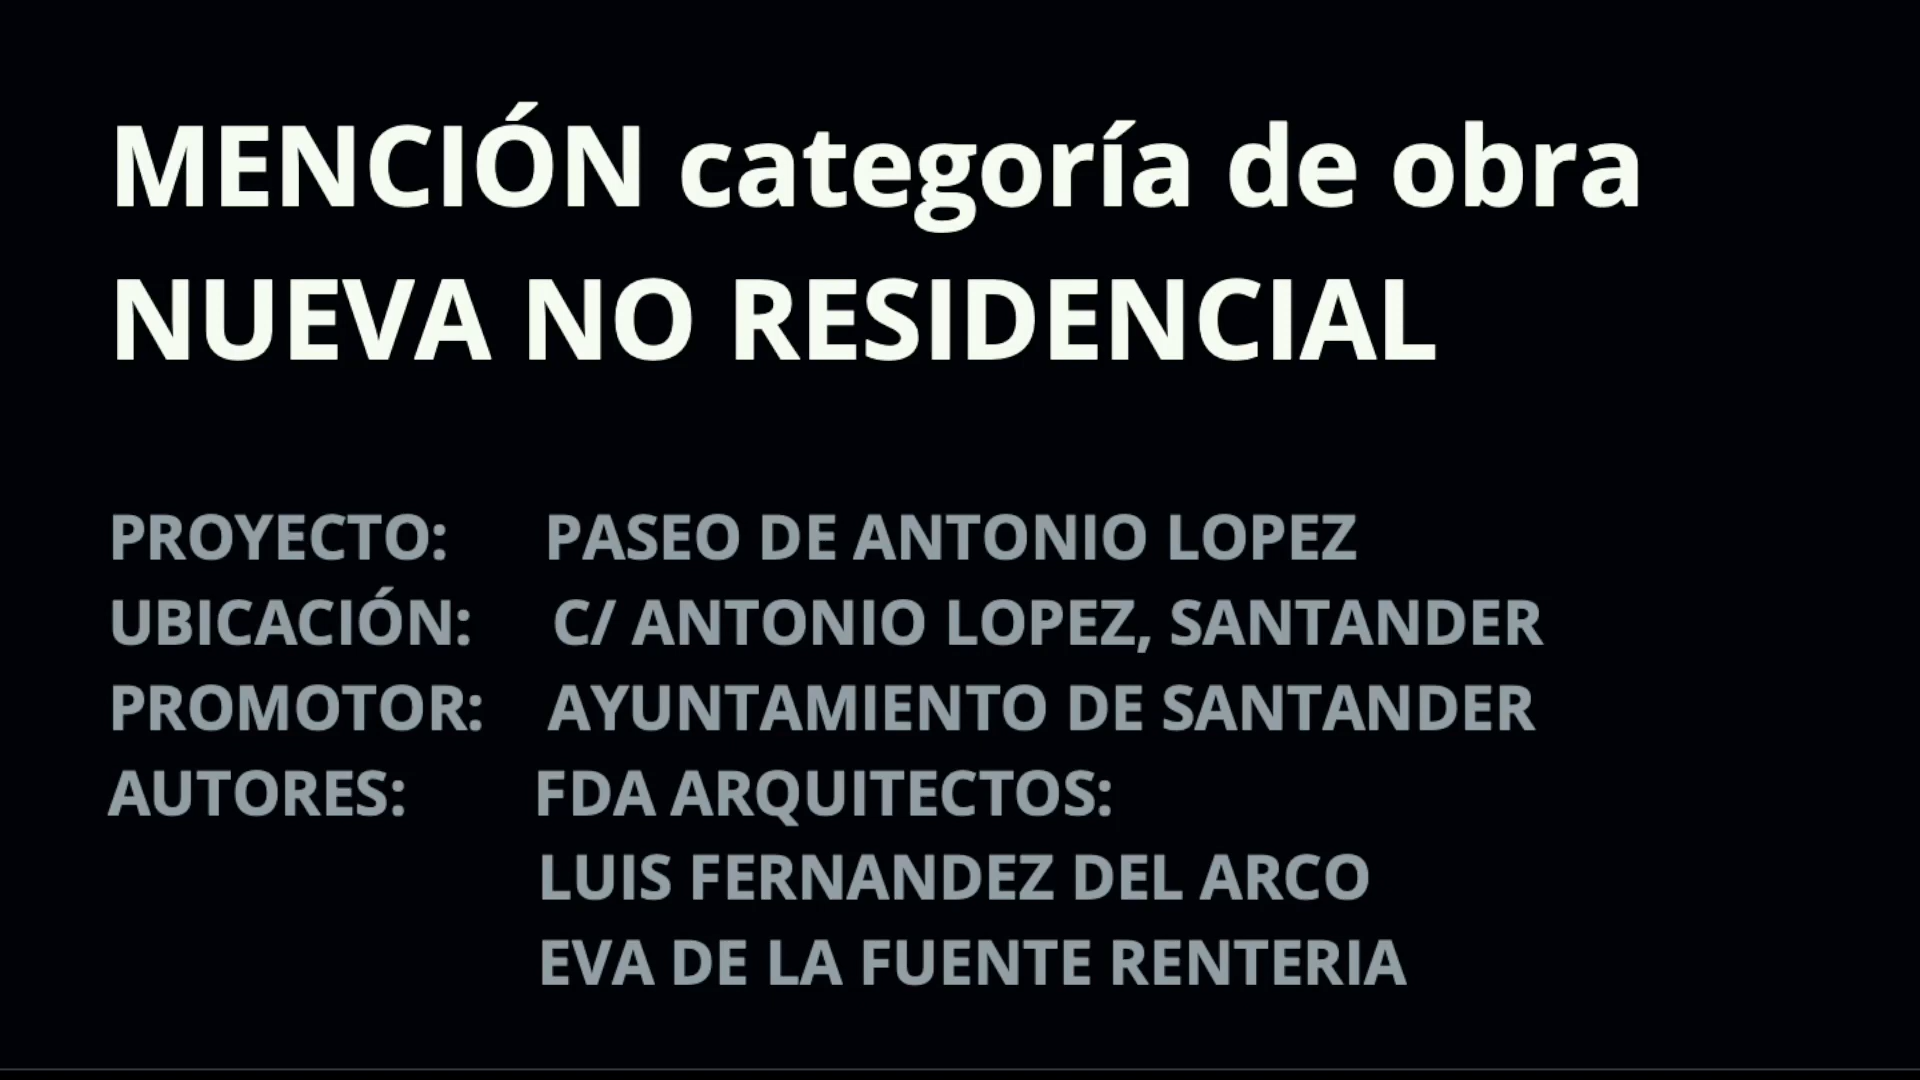 MENCIÓN categoría de obra
NUEVA NO RESIDENCIAL
PROYECTO: PASEO DE ANTONIO LOPEZ
UBICACIÓN: C/ ANTONIO LOPEZ, SANTANDER
PROMOTOR: AYUNTAMIENTO DE SANTANDER
AUTORES: FDA ARQUITECTOS:
LUIS FERNANDEZ DEL ARCO
EVA DE LA FUENTE RENTERIA